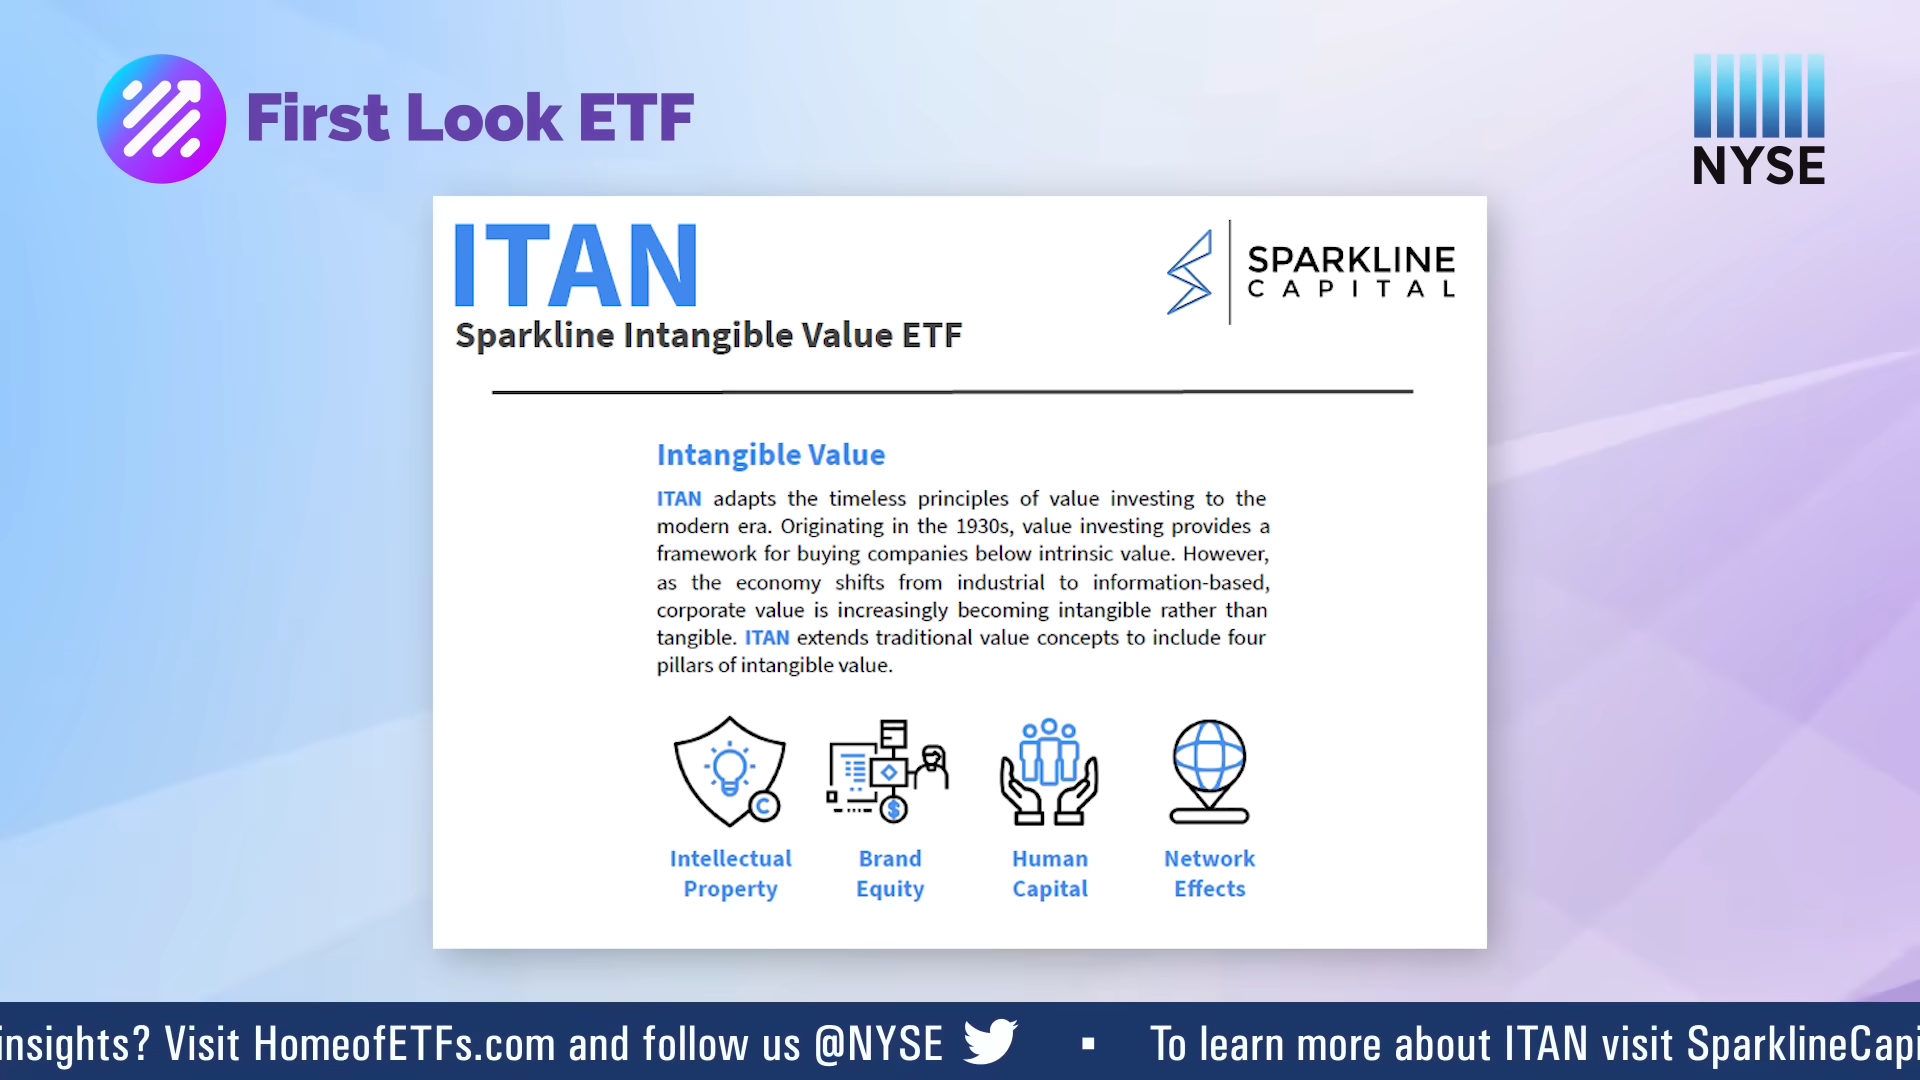 First Look ETF
NYSE
ITAN
SPARKLINE
CAPITAL
Sparkline Intangible Value ETF
Intangible Value
ITAN adapts the timeless principles of value investing to the
modern era. Originating in the 1930s, value investing provides a
framework for buying companies below intrinsic value. However,
as the economy shifts from industrial to information-based,
corporate value is increasingly becoming intangible rather than
tangible. ITAN extends traditional value concepts to include four
pillars of intangible value.
C
$
Intellectual
Property
Brand
Equity
Human
Capital
Network
Effects
insights? Visit HomeofETFs.com and follow us @NYSE ▪ To learn more about ITAN visit SparklineCapi